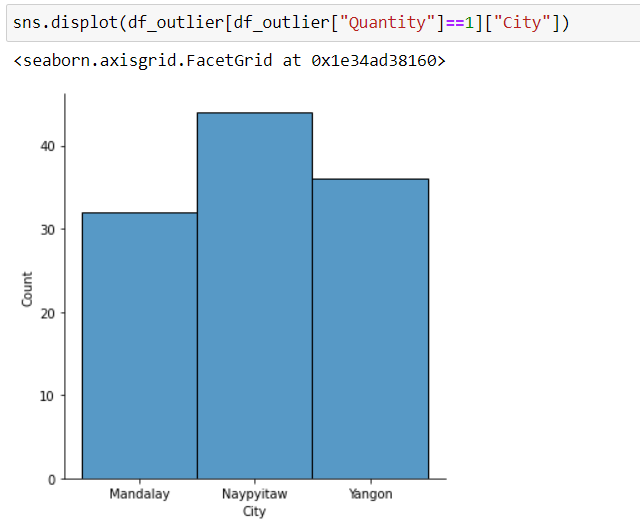 sns.displot(df_outlier[df_outlier["Quantity"]==1]["City"])
<seaborn.axisgrid.FacetGrid at 0x1e34ad38160>
40
30
20
10
0
Count
Mandalay Naypyitaw Yangon
City